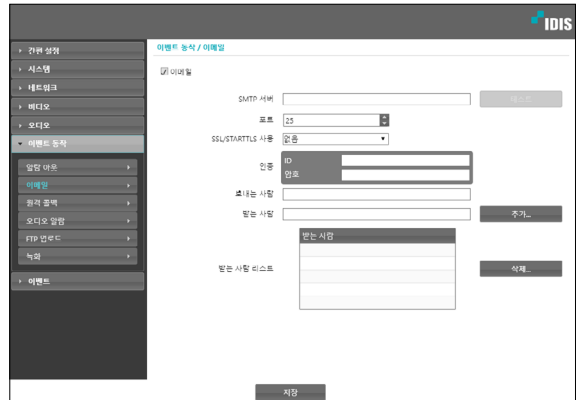 IDIS
간편 설정
시스템
네트워크
비디오
오디오
이벤트 동작
알람 아웃
이메일
원격 콜백
오디오 알람
FTP 업로드
녹화
이벤트
이벤트 동작 / 이메일
이메일
SMTP 서버
테스트
포트 25
SSL/STARTTLS 사용 없음
인증 ID
암호
보내는 사람
받는 사람 추가...
받는 사람
받는 사람 리스트 삭제...
저장